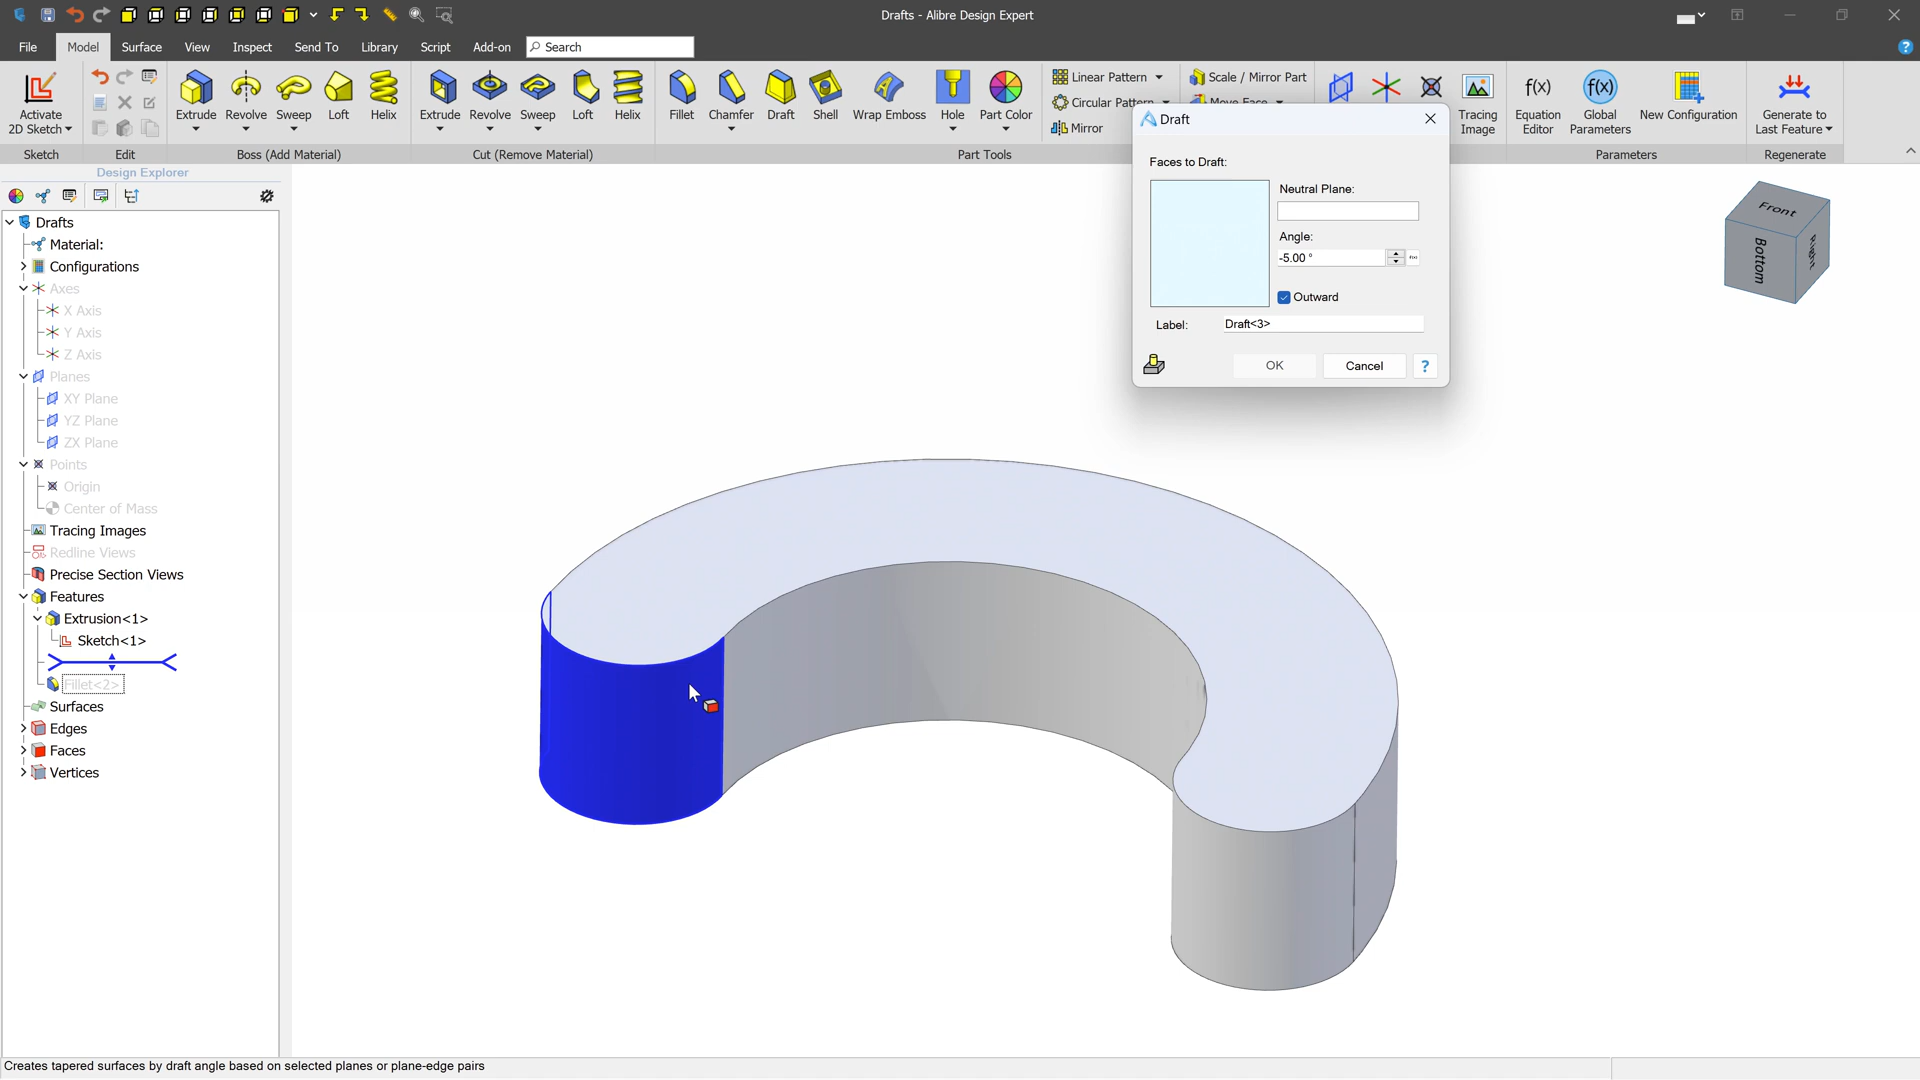 Drafts - Alibre Design Expert
File Model Surface View Inspect Send To Library Script Add-on Search
Activate 2D Sketch
Extrude Revolve Sweep Loft Helix
Extrude Revolve Sweep Loft Helix
Fillet Chamfer Draft Shell Wrap Emboss Hole Part Color
Linear Pattern
Circular Pattern
Mirror
Scale / Mirror Part
Move Face
Tracing Image
Equation Editor
Global Parameters
New Configuration
Generate to Last Feature
Sketch Edit Boss (Add Material) Cut (Remove Material) Part Tools Parameters Regenerate
Design Explorer
Drafts
Material:
Configurations
Axes
X Axis
Y Axis
Z Axis
Planes
XY Plane
YZ Plane
ZX Plane
Points
Origin
Center of Mass
Tracing Images
Redline Views
Precise Section Views
Features
Extrusion<1>
Sketch<1>
Fillet<2>
Surfaces
Edges
Faces
Vertices
Draft
Faces to Draft:
Neutral Plane:
Angle:
-5.00 °
Outward
Label: Draft<3>
OK Cancel ?
Front
Bottom
Right
Creates tapered surfaces by draft angle based on selected planes or plane-edge pairs